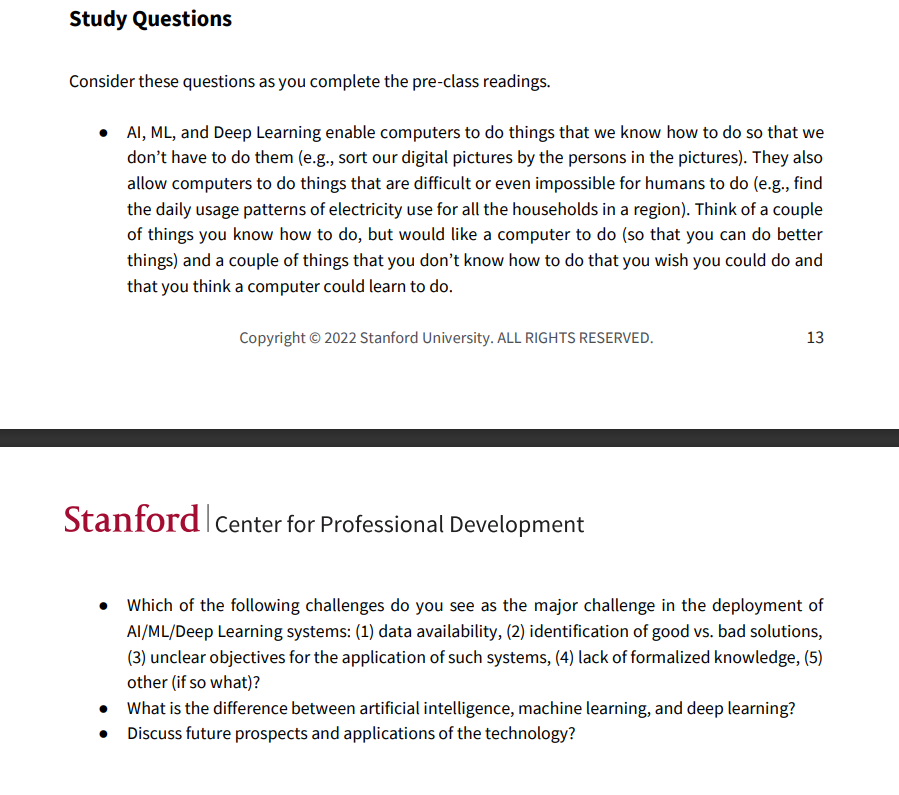 Study Questions
Consider these questions as you complete the pre-class readings.
● AI, ML, and Deep Learning enable computers to do things that we know how to do so that we
don’t have to do them (e.g., sort our digital pictures by the persons in the pictures). They also
allow computers to do things that are difficult or even impossible for humans to do (e.g., find
the daily usage patterns of electricity use for all the households in a region). Think of a couple
of things you know how to do, but would like a computer to do (so that you can do better
things) and a couple of things that you don’t know how to do that you wish you could do and
that you think a computer could learn to do.
Copyright © 2022 Stanford University. ALL RIGHTS RESERVED. 13
Stanford | Center for Professional Development
● Which of the following challenges do you see as the major challenge in the deployment of
AI/ML/Deep Learning systems: (1) data availability, (2) identification of good vs. bad solutions,
(3) unclear objectives for the application of such systems, (4) lack of formalized knowledge, (5)
other (if so what)?
● What is the difference between artificial intelligence, machine learning, and deep learning?
● Discuss future prospects and applications of the technology?